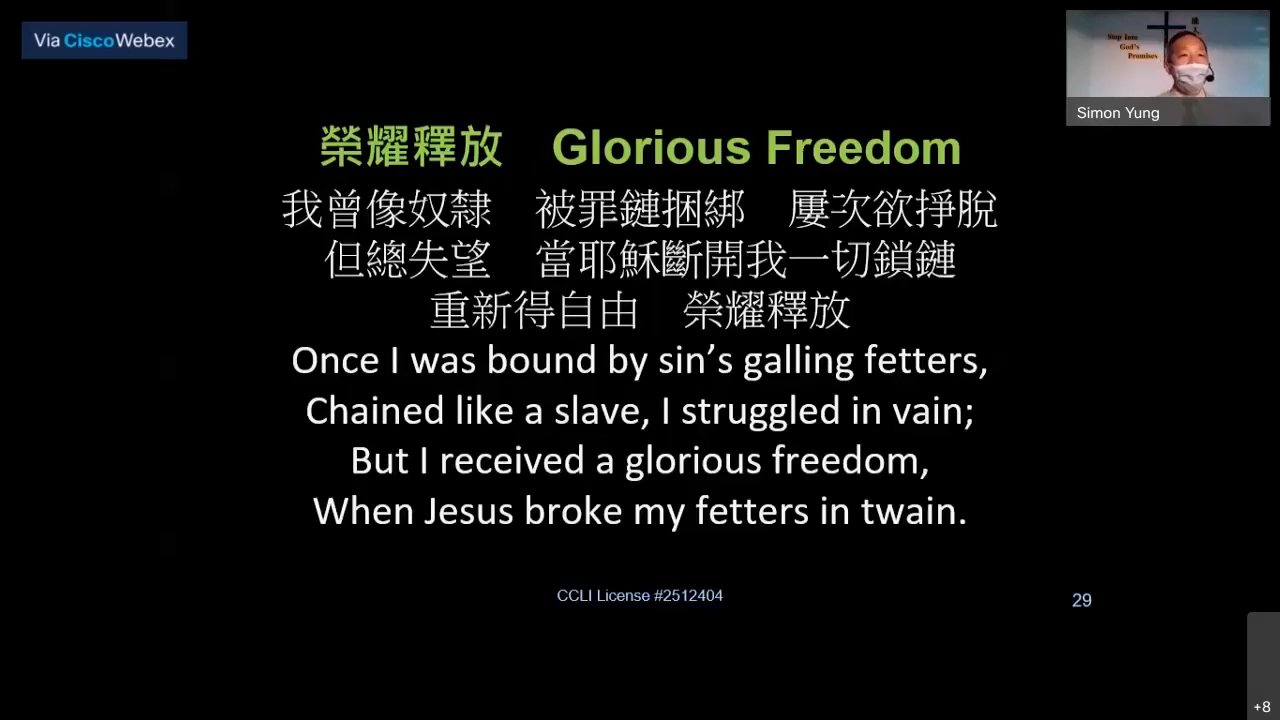 Via CiscoWebex
Step Into
God's
Promises
Simon Yung
榮耀釋放 Glorious Freedom
我曾像奴隸 被罪鏈捆綁 屢次欲掙脫
但總失望 當耶穌斷開我一切鎖鏈
重新得自由 榮耀釋放
Once I was bound by sin’s galling fetters,
Chained like a slave, I struggled in vain;
But I received a glorious freedom,
When Jesus broke my fetters in twain.
CCLI License #2512404
29
+8